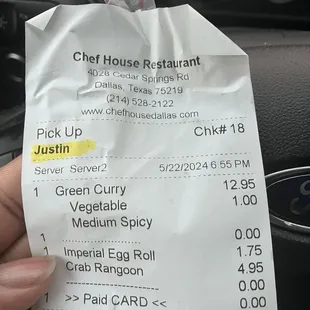 Chef House Restaurant
4028 Cedar Springs Rd
Dallas, Texas 75219
(214) 528-2122
www.chefhousedallas.com
Pick Up Chk# 18
Justin
Server Server2 5/22/2024 6:55 PM
1 Green Curry 12.95
Vegetable 1.00
Medium Spicy
1 ................................. 0.00
1 Imperial Egg Roll 1.75
1 Crab Rangoon 4.95
------------------------- 0.00
1 >> Paid CARD << 0.00